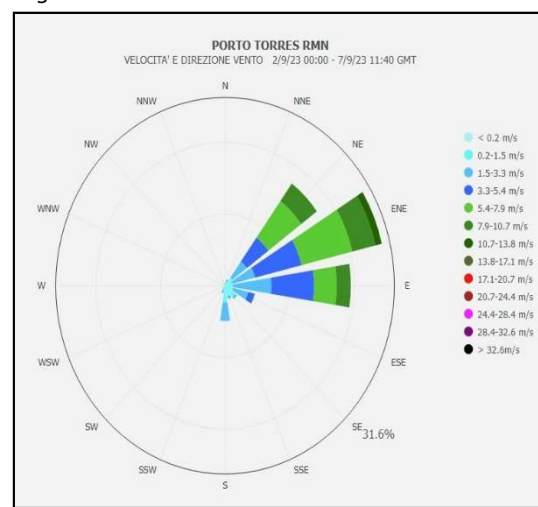 PORTO TORRES RMN
VELOCITA' E DIREZIONE VENTO 2/9/23 00:00 - 7/9/23 11:40 GMT
N
NNW
NNE
NW
NE
WNW
ENE
W
E
WSW
ESE
SW
SE
31.6%
SSW
SSE
S
< 0.2 m/s
0.2-1.5 m/s
1.5-3.3 m/s
3.3-5.4 m/s
5.4-7.9 m/s
7.9-10.7 m/s
10.7-13.8 m/s
13.8-17.1 m/s
17.1-20.7 m/s
20.7-24.4 m/s
24.4-28.4 m/s
28.4-32.6 m/s
> 32.6m/s